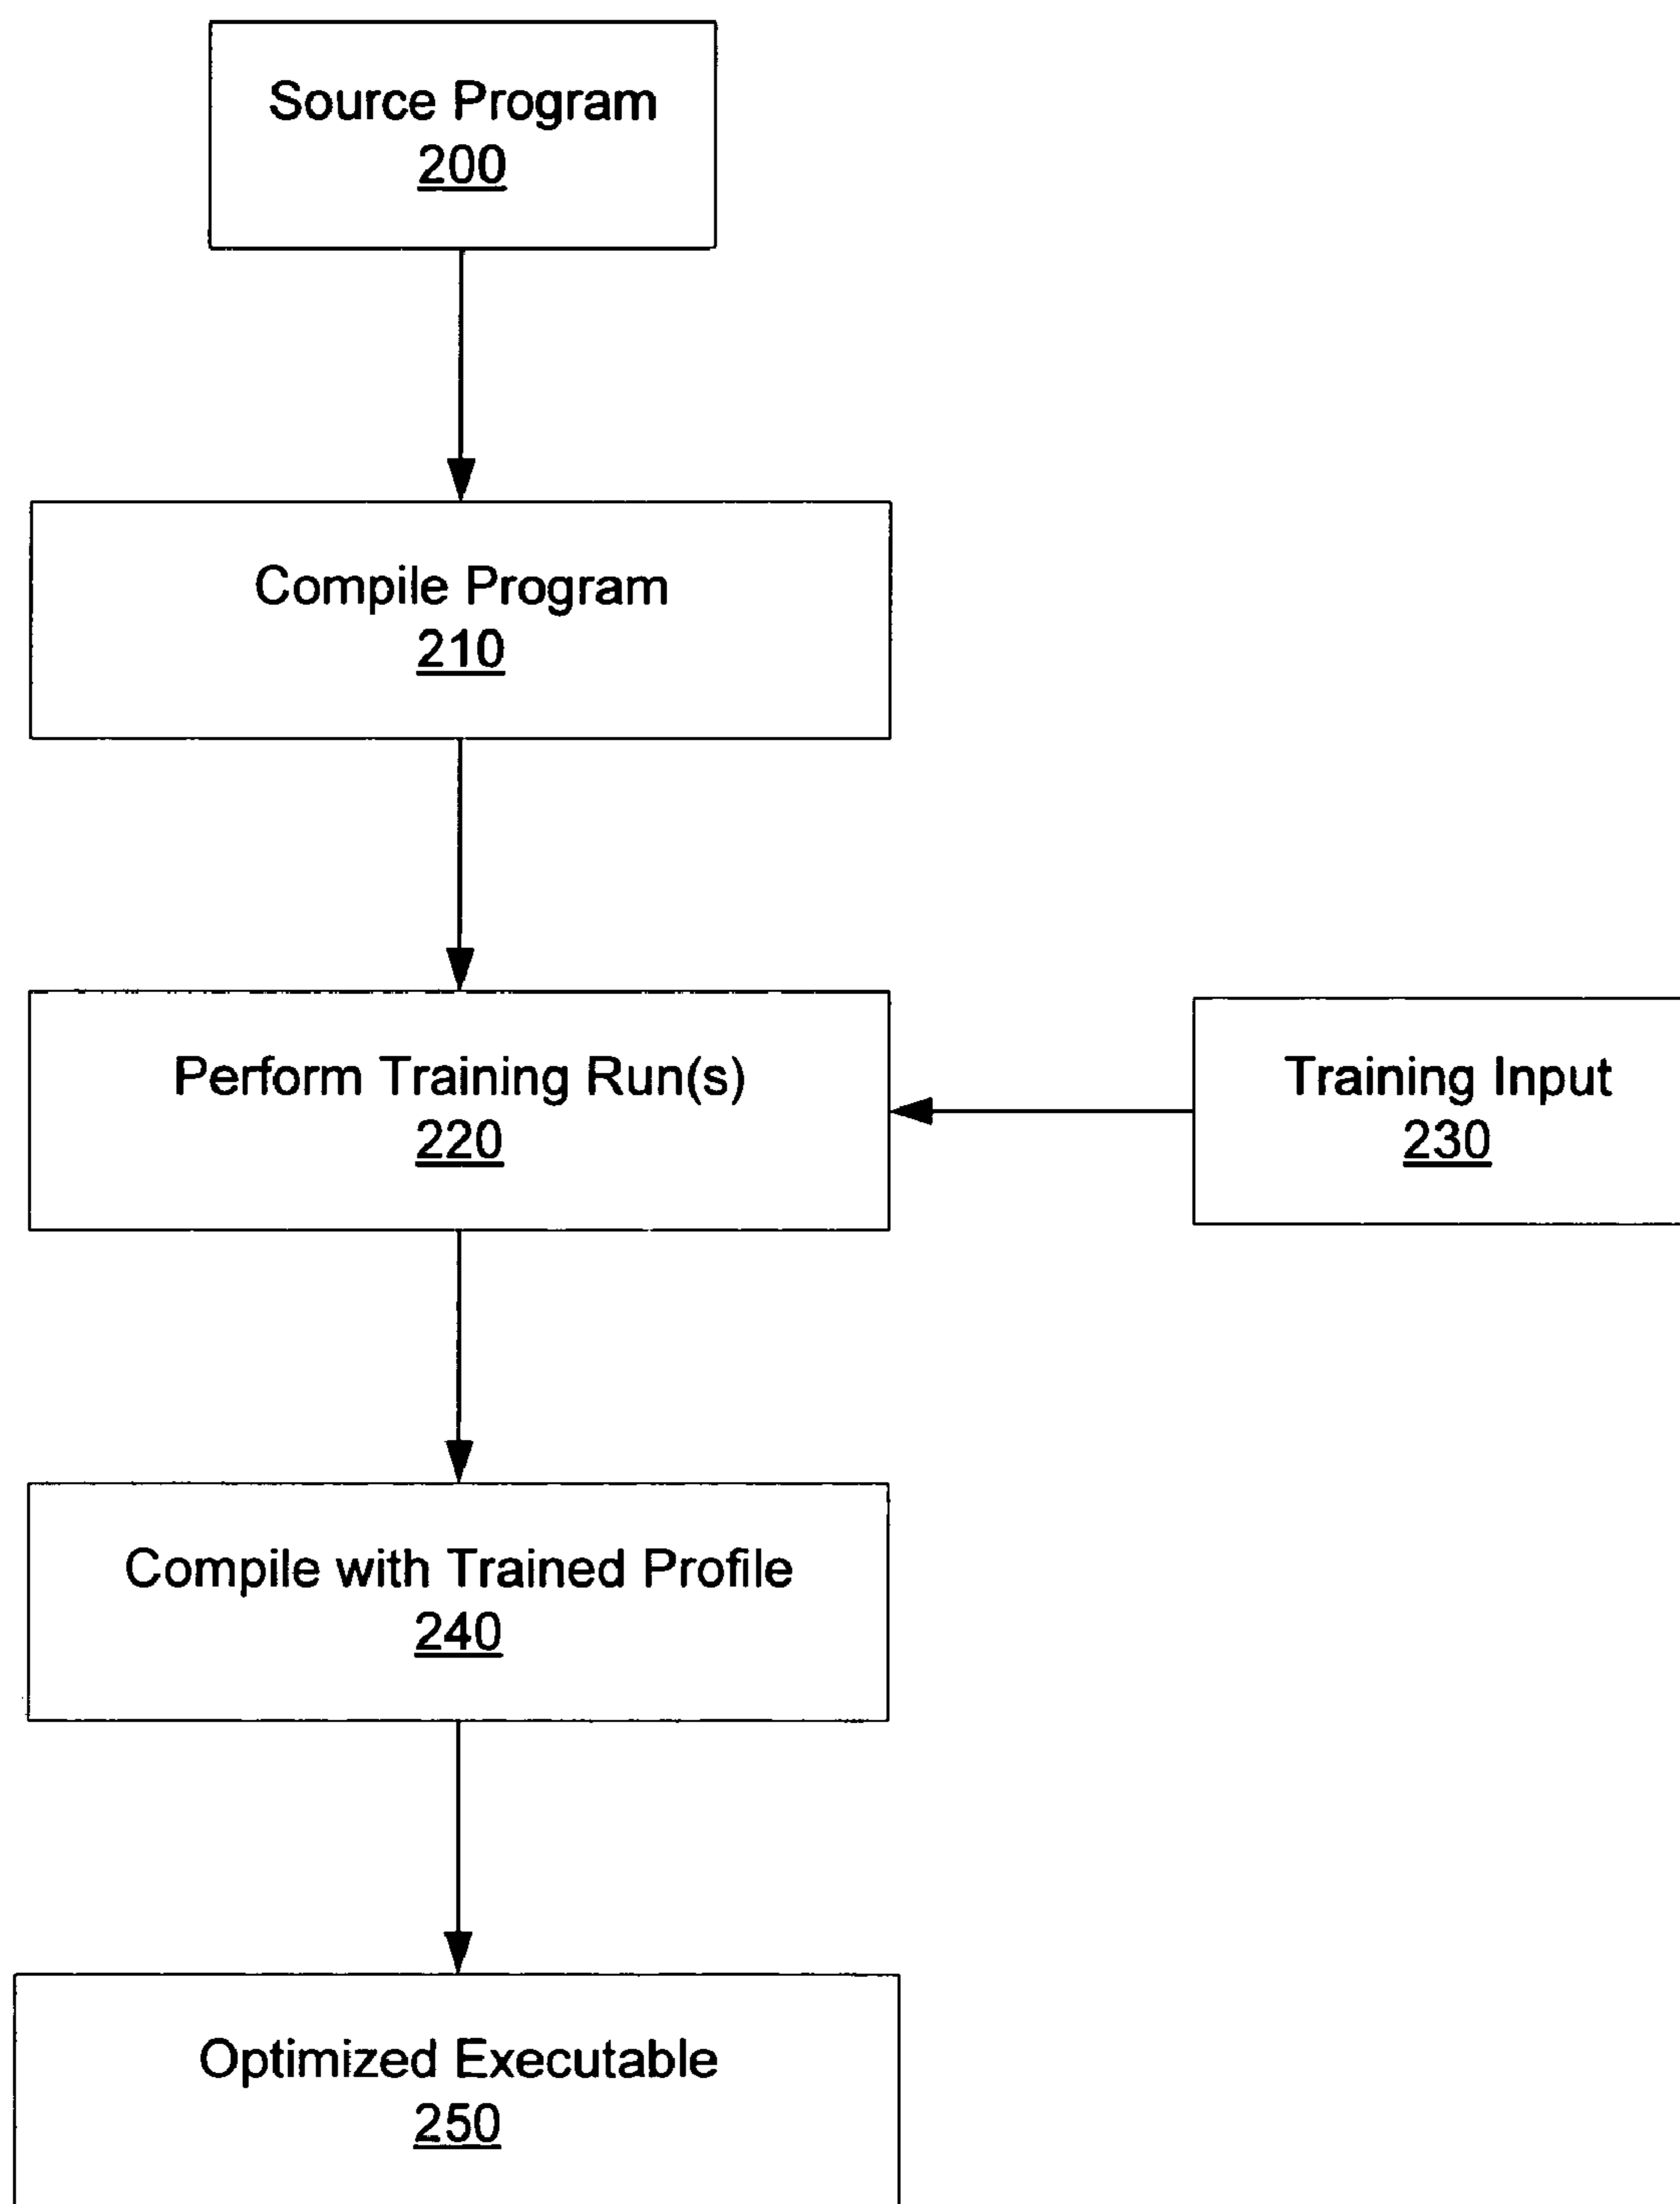 Source Program
200
Compile Program
210
Perform Training Run(s)
220
Training Input
230
Compile with Trained Profile
240
Optimized Executable
250